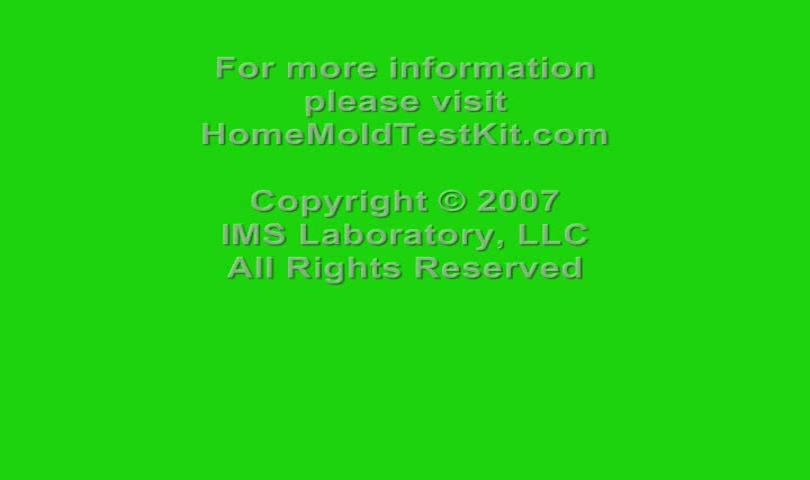 For more information
please visit
HomeMoldTestKit.com
Copyright © 2007
IMS Laboratory, LLC
All Rights Reserved